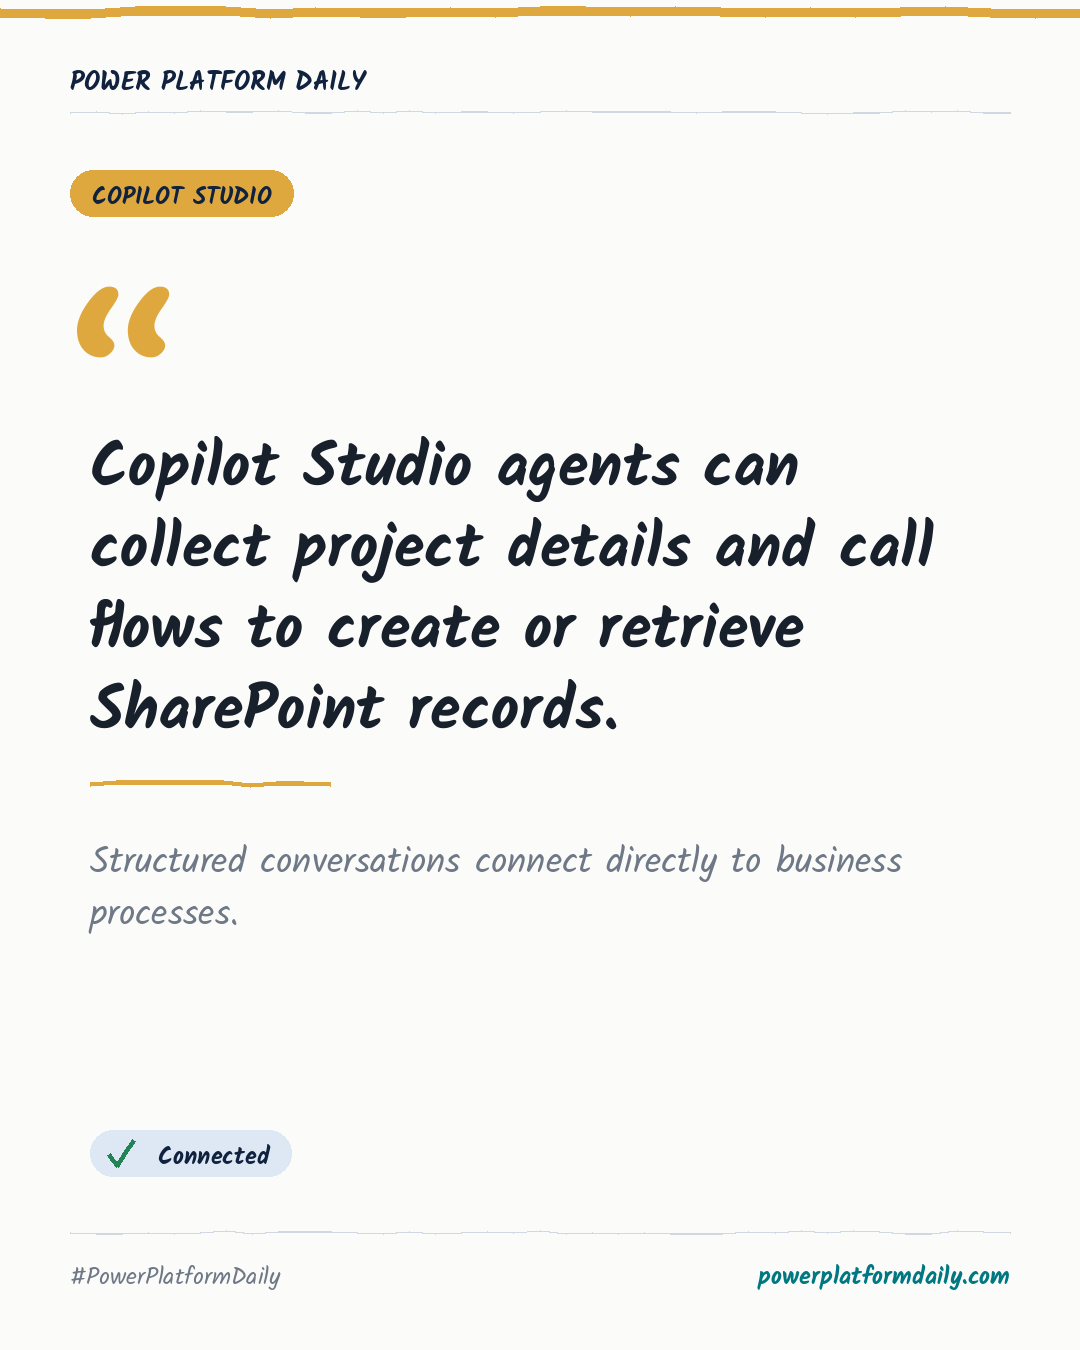 POWER PLATFORM DAILY
COPILOT STUDIO
“
Copilot Studio agents can
collect project details and call
flows to create or retrieve
SharePoint records.
Structured conversations connect directly to business
processes.
✓ Connected
#PowerPlatformDaily
powerplatformdaily.com